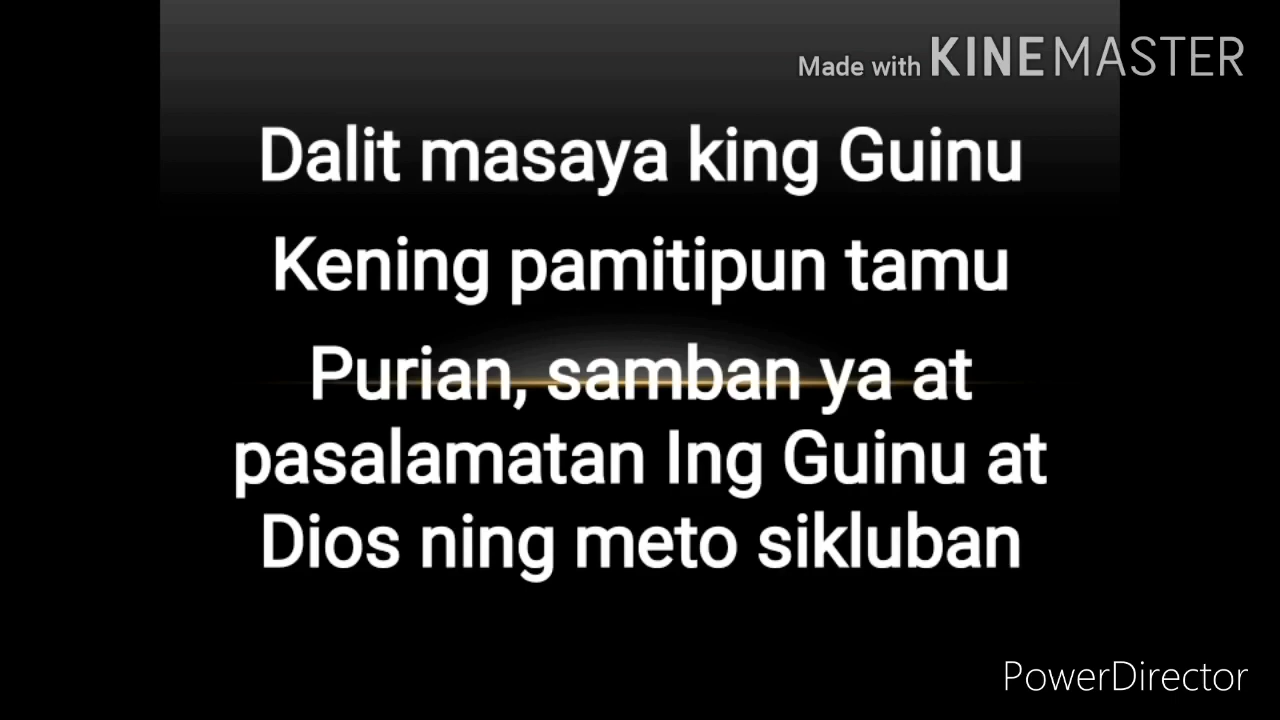 Made with KINEMASTER
Dalit masaya king Guinu
Kening pamitipun tamu
Purian, samban ya at
pasalamatan Ing Guinu at
Dios ning meto sikluban
PowerDirector